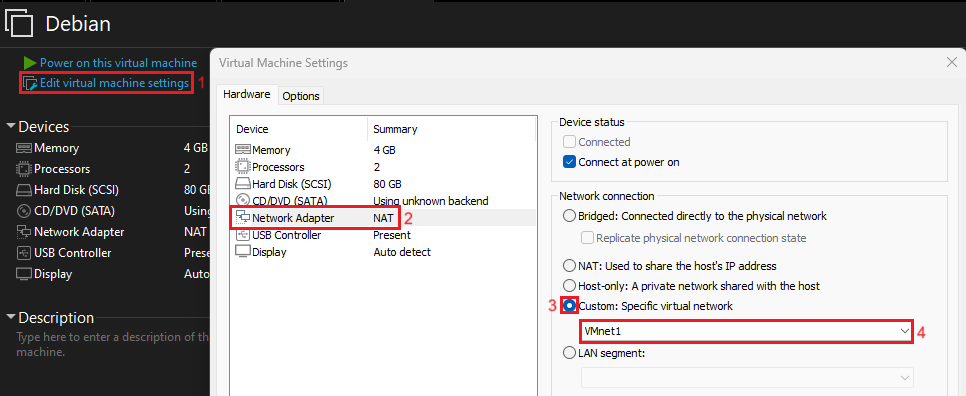 Debian
Power on this virtual machine
Edit virtual machine settings 1
Devices
Memory 4 GB
Processors 2
Hard Disk (SCSI) 80 G
CD/DVD (SATA) Using
Network Adapter NAT
USB Controller Prese
Display Auto
Description
Type here to enter a description of th
machine.
Virtual Machine Settings
Hardware Options
Device Summary
Memory 4 GB
Processors 2
Hard Disk (SCSI) 80 GB
CD/DVD (SATA) Using unknown backend
Network Adapter NAT 2
USB Controller Present
Display Auto detect
Device status
Connected
Connect at power on
Network connection
Bridged: Connected directly to the physical network
Replicate physical network connection state
NAT: Used to share the host's IP address
Host-only: A private network shared with the host
3 Custom: Specific virtual network
VMnet1 4
LAN segment: